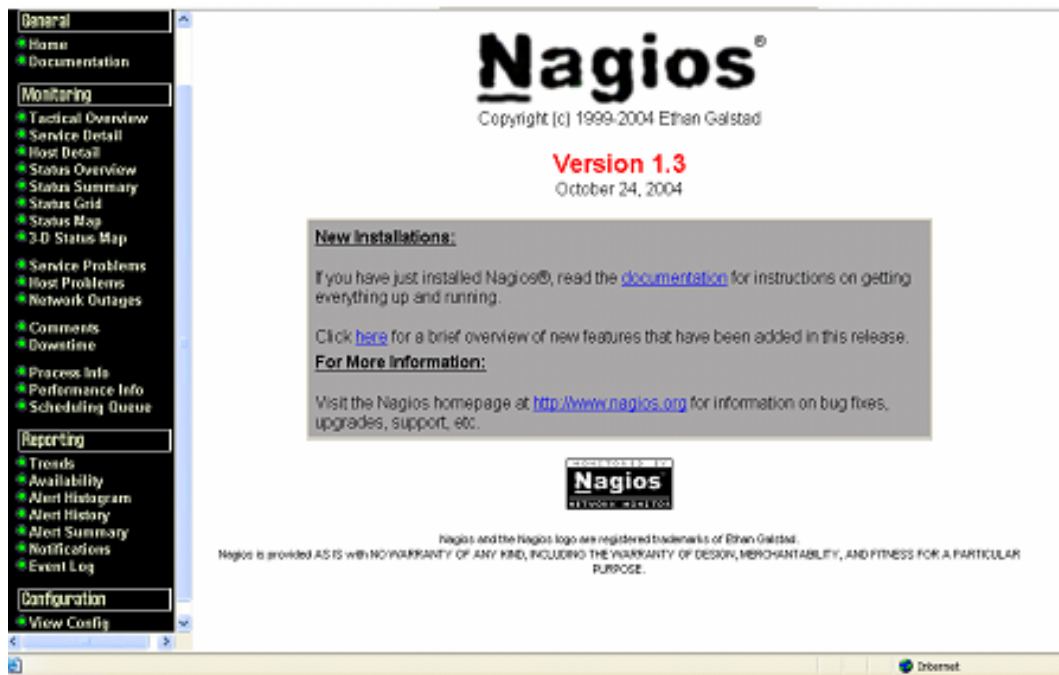 General
Home
Documentation
Monitoring
Tactical Overview
Service Detail
Host Detail
Status Overview
Status Summary
Status Grid
Status Map
3-D Status Map
Service Problems
Host Problems
Network Outages
Comments
Downtime
Process Info
Performance Info
Scheduling Queue
Reporting
Trends
Availability
Alert Histogram
Alert History
Alert Summary
Notifications
Event Log
Configuration
View Config
Nagios®
Copyright (c) 1999-2004 Ethan Galstad
Version 1.3
October 24, 2004
New Installations:
If you have just installed Nagios®, read the documentation for instructions on getting
everything up and running.
Click here for a brief overview of new features that have been added in this release.
For More Information:
Visit the Nagios homepage at http://www.nagios.org for information on bug fixes,
upgrades, support, etc.
MONITORED BY
Nagios
NETWORK MONITOR
Nagios and the Nagios logo are registered trademarks of Ethan Galstad.
Nagios is provided AS IS with NO WARRANTY OF ANY KIND, INCLUDING THE WARRANTY OF DESIGN, MERCHANTABILITY, AND FITNESS FOR A PARTICULAR
PURPOSE.
Internet